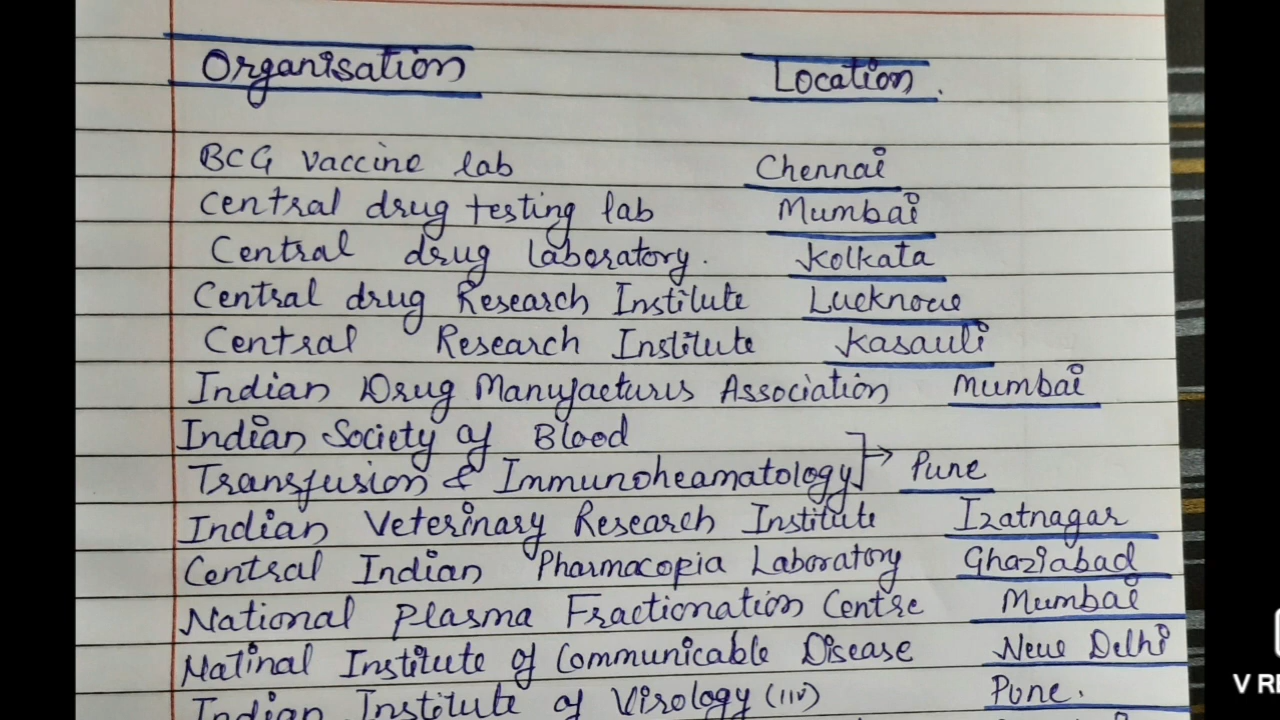 Organisation Location.
BCG vaccine lab Chennai
Central drug testing lab Mumbai
Central drug Laboratory. Kolkata
Central drug Research Institute Lucknow
Central Research Institute Kasauli
Indian Drug Manufacturs Association Mumbai
Indian Society of Blood
Transfusion & Immunoheamatology] → Pune
Indian Veterinary Research Institute Izatnagar
Central Indian Pharmacopia Laboratory Ghaziabad
National Plasma Fractionation Centre Mumbai
Natinal Institute of Communicable Disease New Delhi
Indian Institute of Virology (IIV) Pune.
V RE